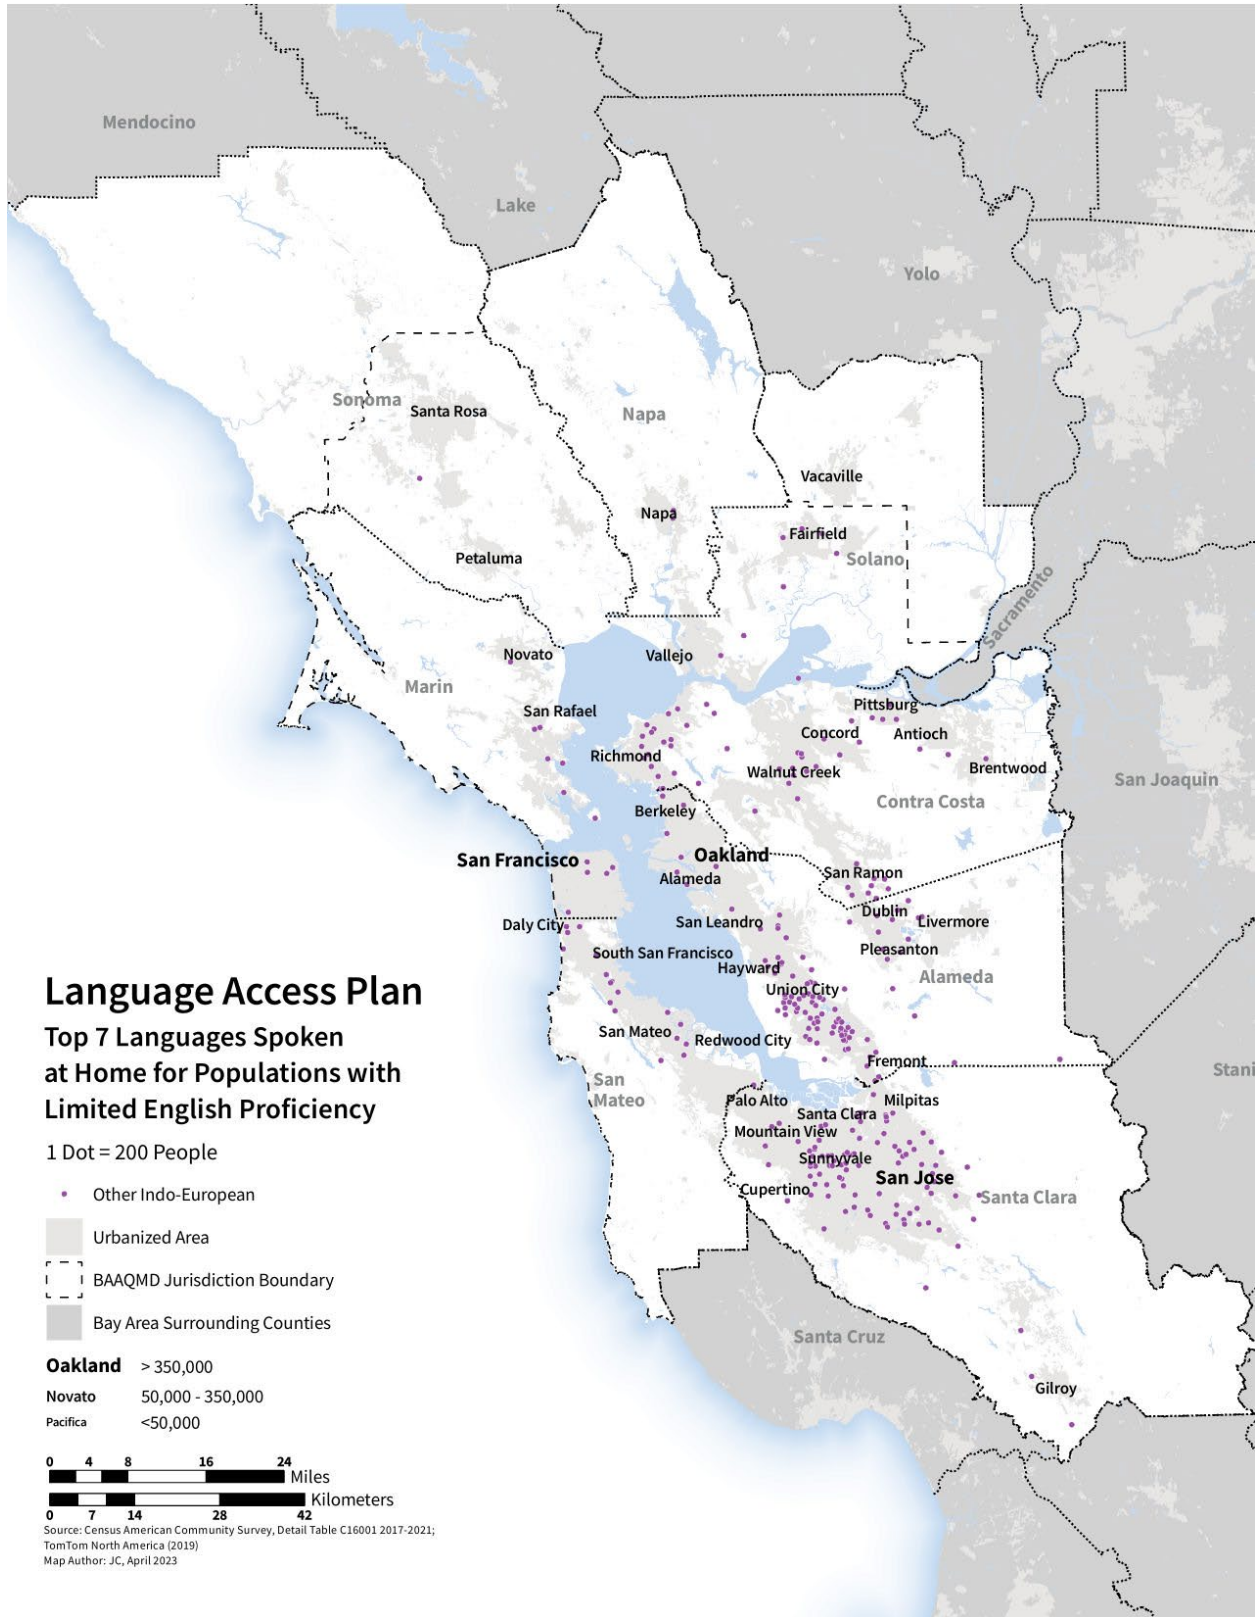 Mendocino
Lake
Yolo
Sonoma
Santa Rosa
Napa
Vacaville
Napa
Fairfield
Solano
Petaluma
Sacramento
Novato
Vallejo
Marin
San Rafael
Pittsburg
Concord
Antioch
Richmond
Walnut Creek
Brentwood
San Joaquin
Contra Costa
Berkeley
San Francisco
Oakland
Alameda
San Ramon
Dublin
Livermore
San Leandro
Daly City
South San Francisco
Pleasanton
Hayward
Alameda
Union City
San Mateo
Redwood City
Fremont
San
Mateo
Stani
Palo Alto
Santa Clara
Milpitas
Mountain View
Sunnyvale
San Jose
Cupertino
Santa Clara
Santa Cruz
Gilroy
Language Access Plan
Top 7 Languages Spoken
at Home for Populations with
Limited English Proficiency
1 Dot = 200 People
Other Indo-European
Urbanized Area
BAAQMD Jurisdiction Boundary
Bay Area Surrounding Counties
Oakland > 350,000
Novato 50,000 - 350,000
Pacifica <50,000
0 4 8 16 24
Miles
Kilometers
0 7 14 28 42
Source: Census American Community Survey, Detail Table C16001 2017-2021;
TomTom North America (2019)
Map Author: JC, April 2023